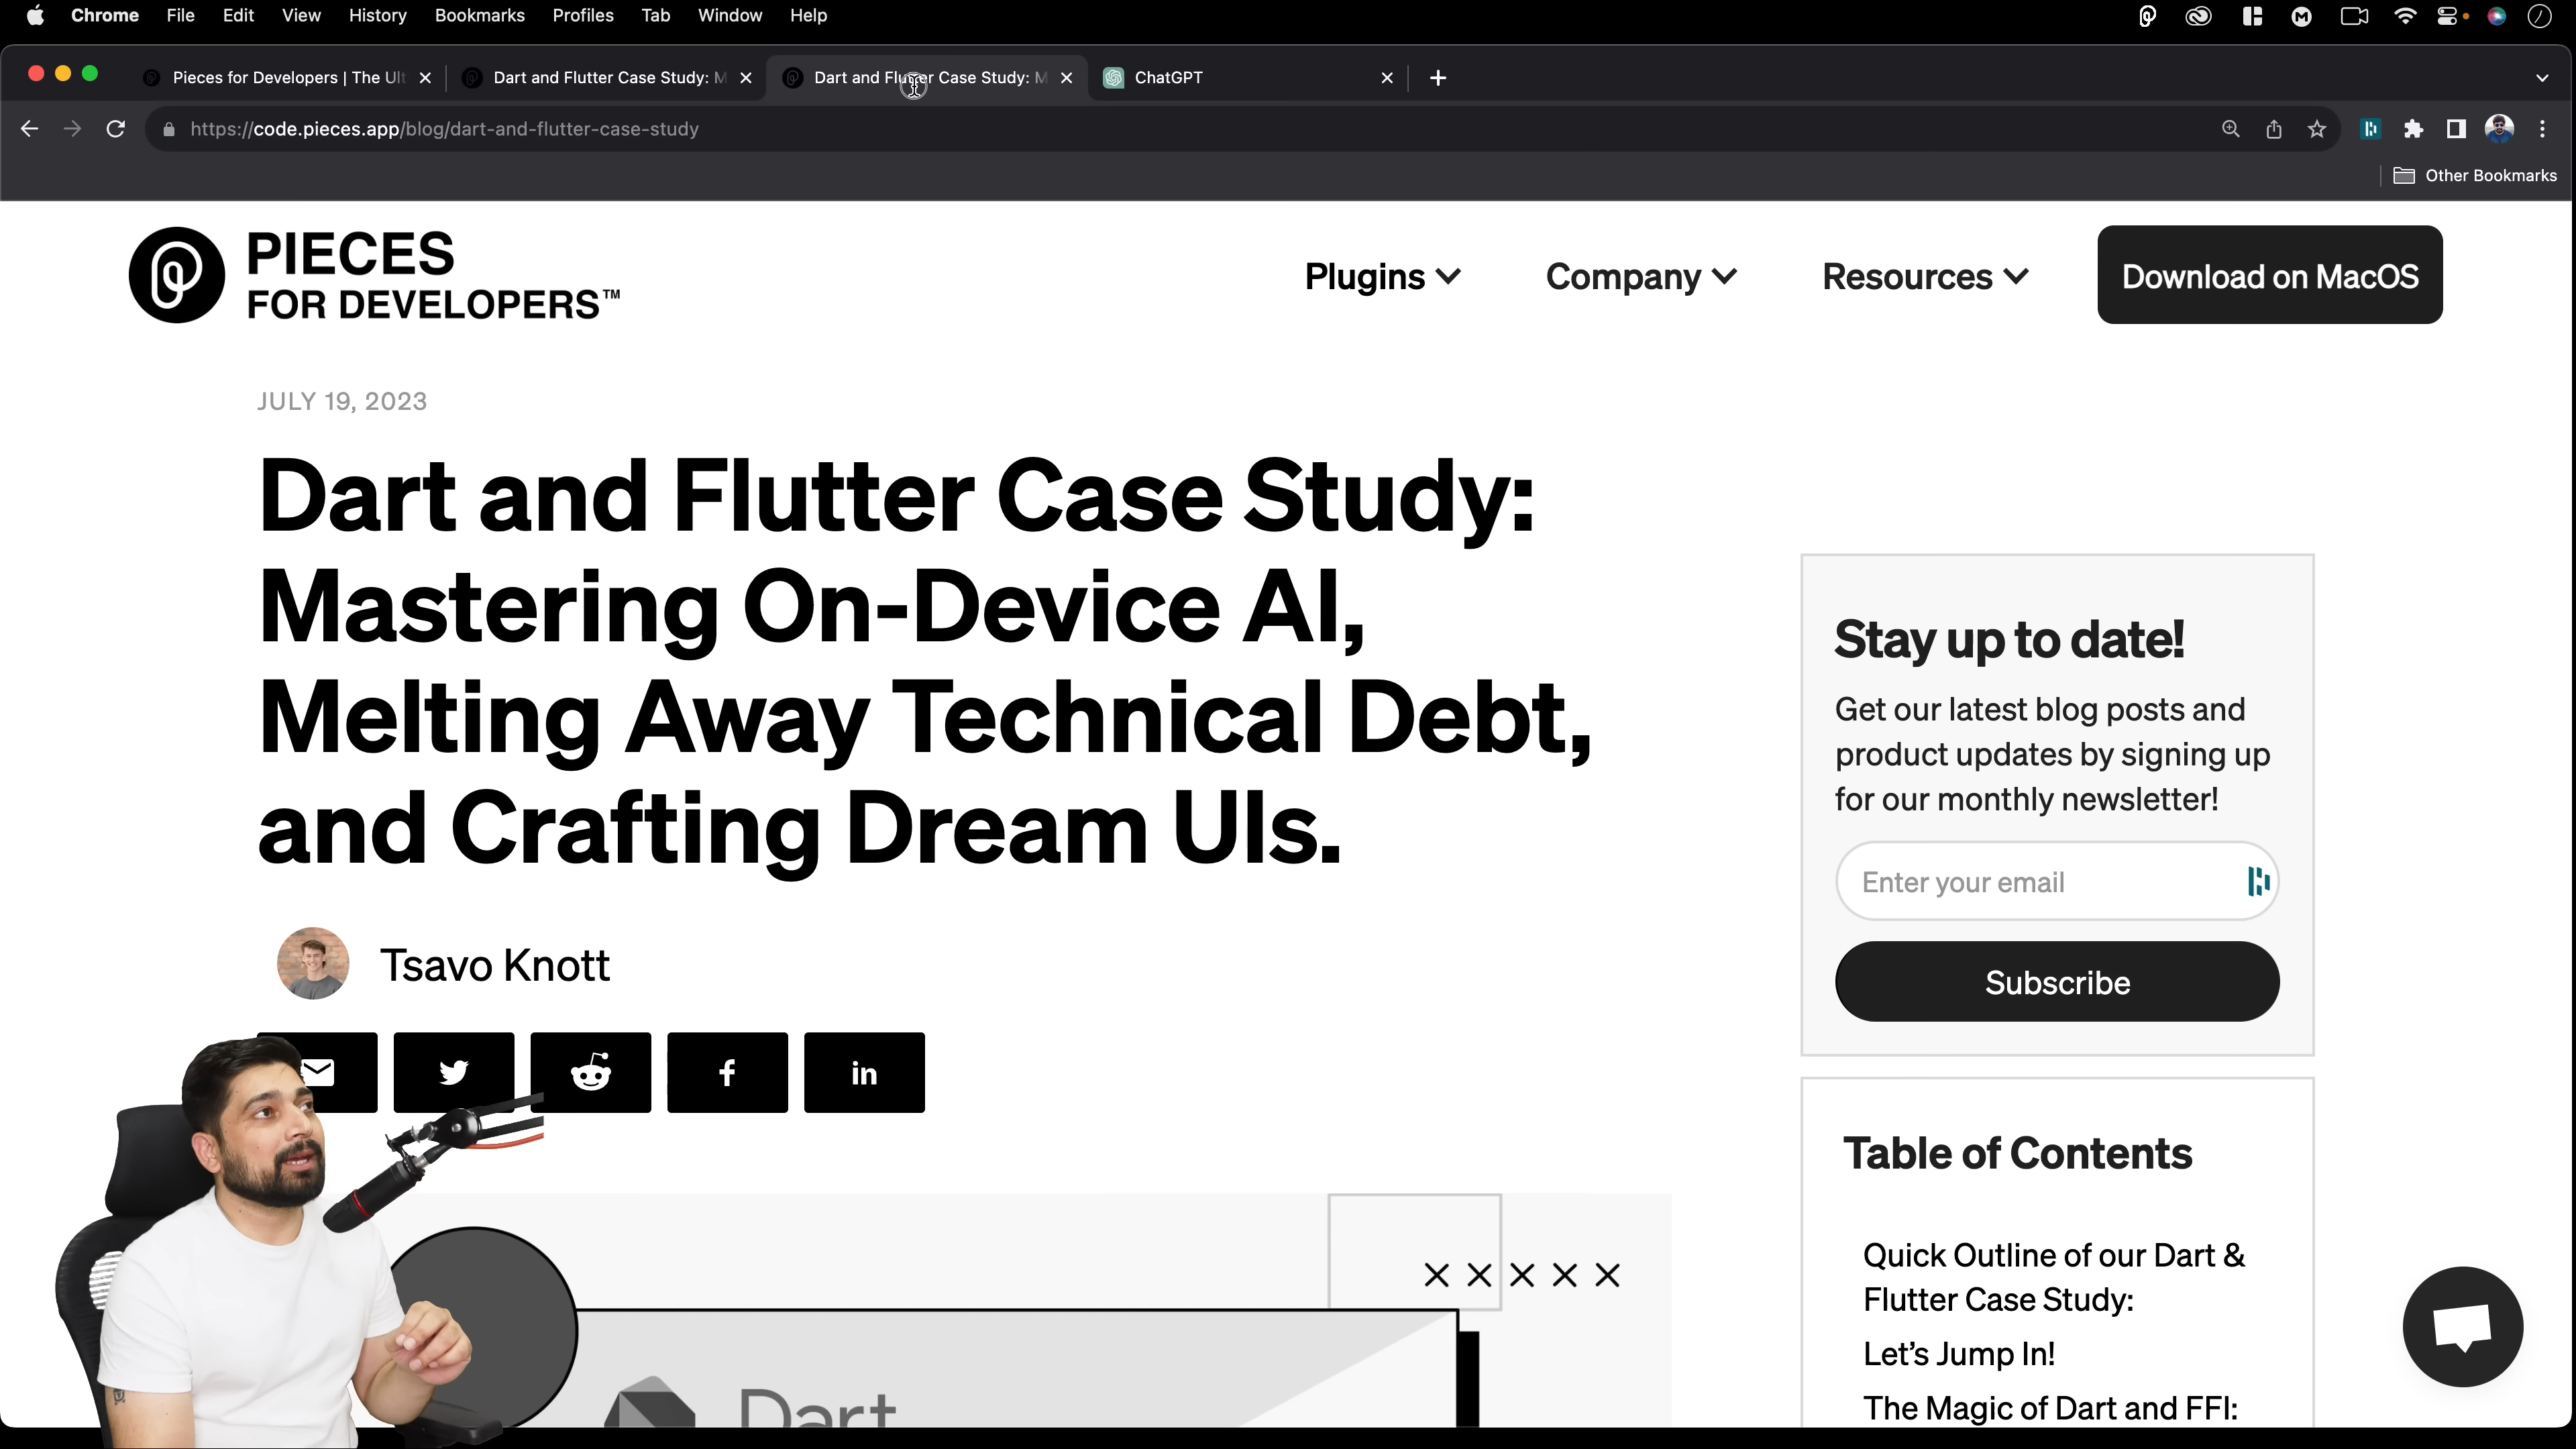 Chrome File Edit View History Bookmarks Profiles Tab Window Help
Pieces for Developers | The Ult
Dart and Flutter Case Study: M
Dart and Flutter Case Study: M
ChatGPT
https://code.pieces.app/blog/dart-and-flutter-case-study
Other Bookmarks
PIECES
FOR DEVELOPERS™
Plugins
Company
Resources
Download on MacOS
JULY 19, 2023
Dart and Flutter Case Study:
Mastering On-Device AI,
Melting Away Technical Debt,
and Crafting Dream UIs.
Tsavo Knott
Stay up to date!
Get our latest blog posts and
product updates by signing up
for our monthly newsletter!
Enter your email
Subscribe
Table of Contents
Quick Outline of our Dart &
Flutter Case Study:
Let's Jump In!
The Magic of Dart and FFI:
Dart